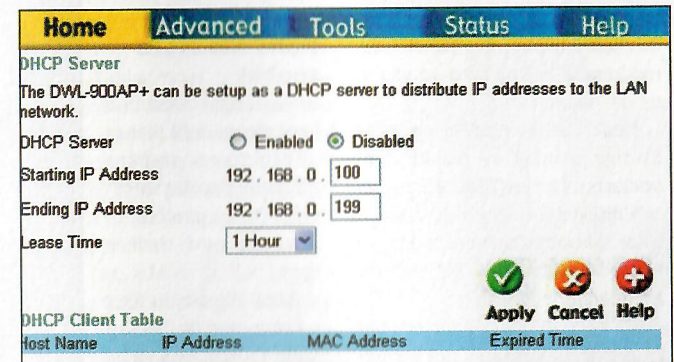 Home Advanced Tools Status Help
DHCP Server
The DWL-900AP+ can be setup as a DHCP server to distribute IP addresses to the LAN
network.
DHCP Server Enabled Disabled
Starting IP Address 192 . 168 . 0 . 100
Ending IP Address 192 . 168 . 0 . 199
Lease Time 1 Hour
Apply Cancel Help
DHCP Client Table
Host Name IP Address MAC Address Expired Time